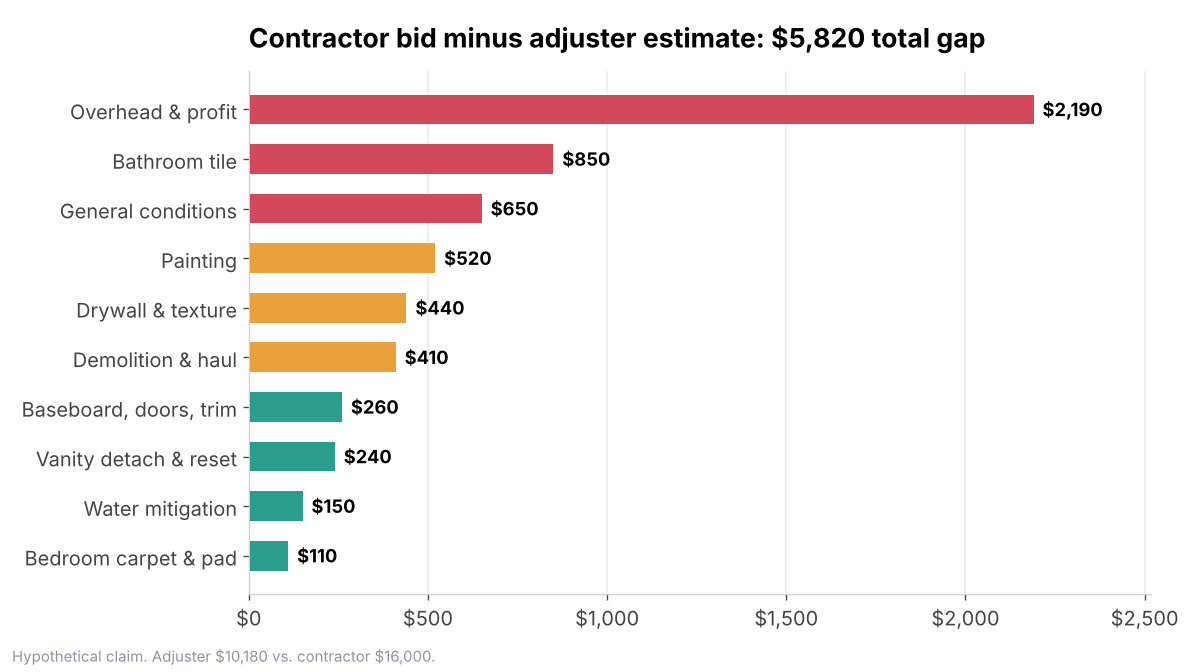 Contractor bid minus adjuster estimate: $5,820 total gap
Overhead & profit $2,190
Bathroom tile $850
General conditions $650
Painting $520
Drywall & texture $440
Demolition & haul $410
Baseboard, doors, trim $260
Vanity detach & reset $240
Water mitigation $150
Bedroom carpet & pad $110
$0 $500 $1,000 $1,500 $2,000 $2,500
Hypothetical claim. Adjuster $10,180 vs. contractor $16,000.